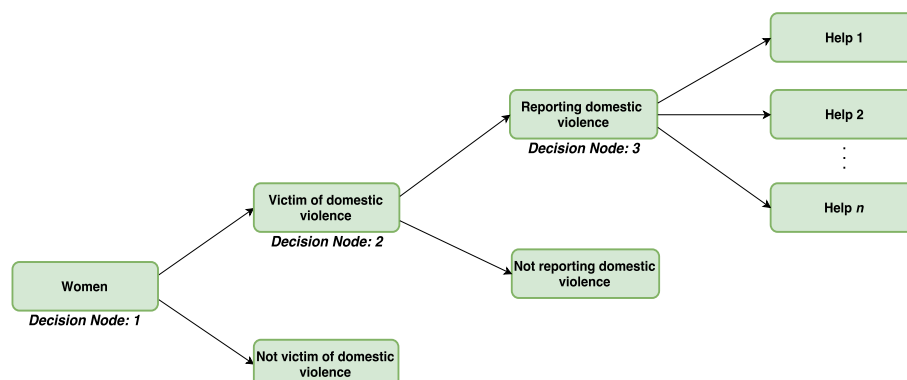 Help 1
Reporting domestic
violence
Decision Node: 3
Help 2
Victim of domestic
violence
Decision Node: 2
Help n
Not reporting domestic
violence
Women
Decision Node: 1
Not victim of domestic
violence